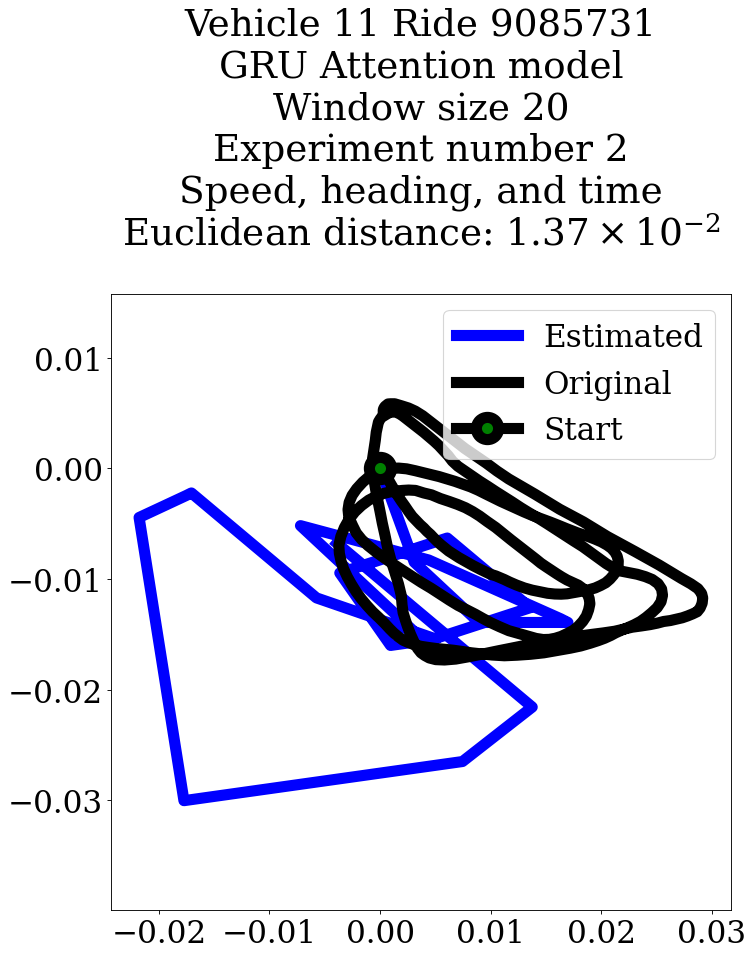 Vehicle 11 Ride 9085731
GRU Attention model
Window size 20
Experiment number 2
Speed, heading, and time
Euclidean distance: 1.37 × 10⁻²
Estimated
Original
Start
0.01
0.00
−0.01
−0.02
−0.03
−0.02 −0.01 0.00 0.01 0.02 0.03